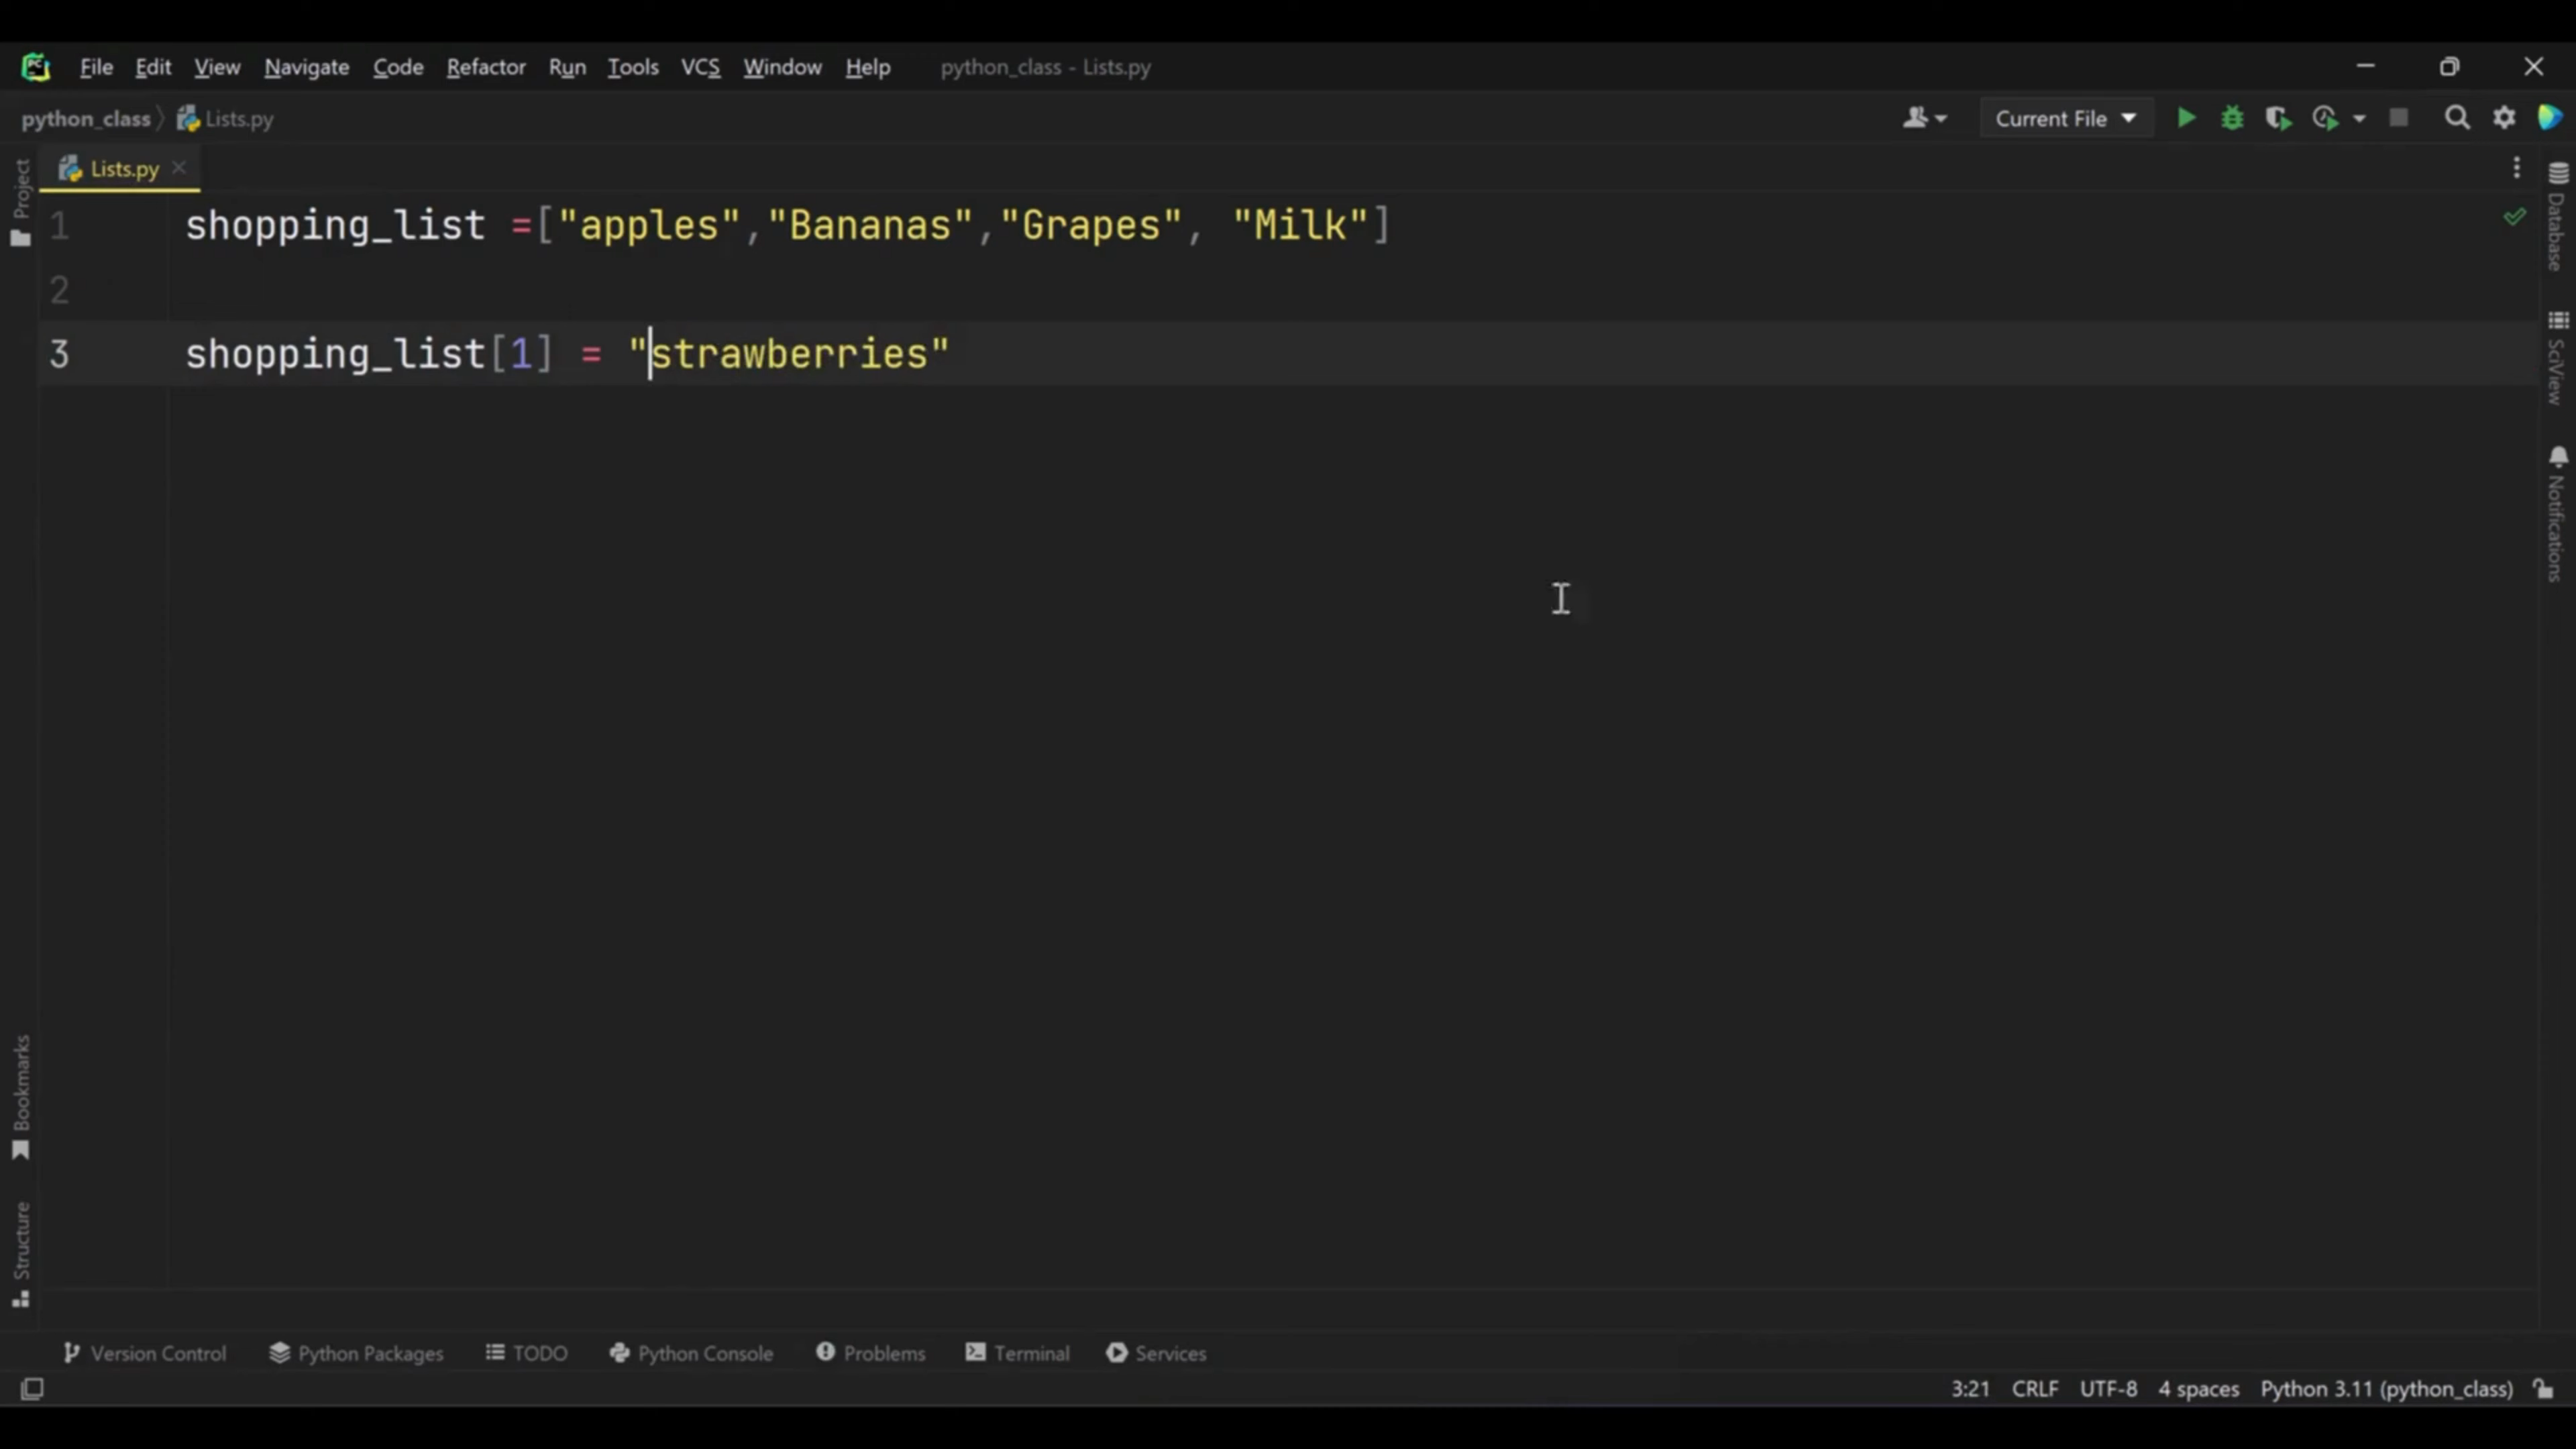 PC File Edit View Navigate Code Refactor Run Tools VCS Window Help python_class - Lists.py
python_class Lists.py Current File
Project
Lists.py
1 shopping_list =["apples","Bananas","Grapes", "Milk"]
2
3 shopping_list[1] = "strawberries"
Database
SciView
Notifications
Bookmarks
Structure
Version Control Python Packages TODO Python Console Problems Terminal Services
3:21 CRLF UTF-8 4 spaces Python 3.11 (python_class)